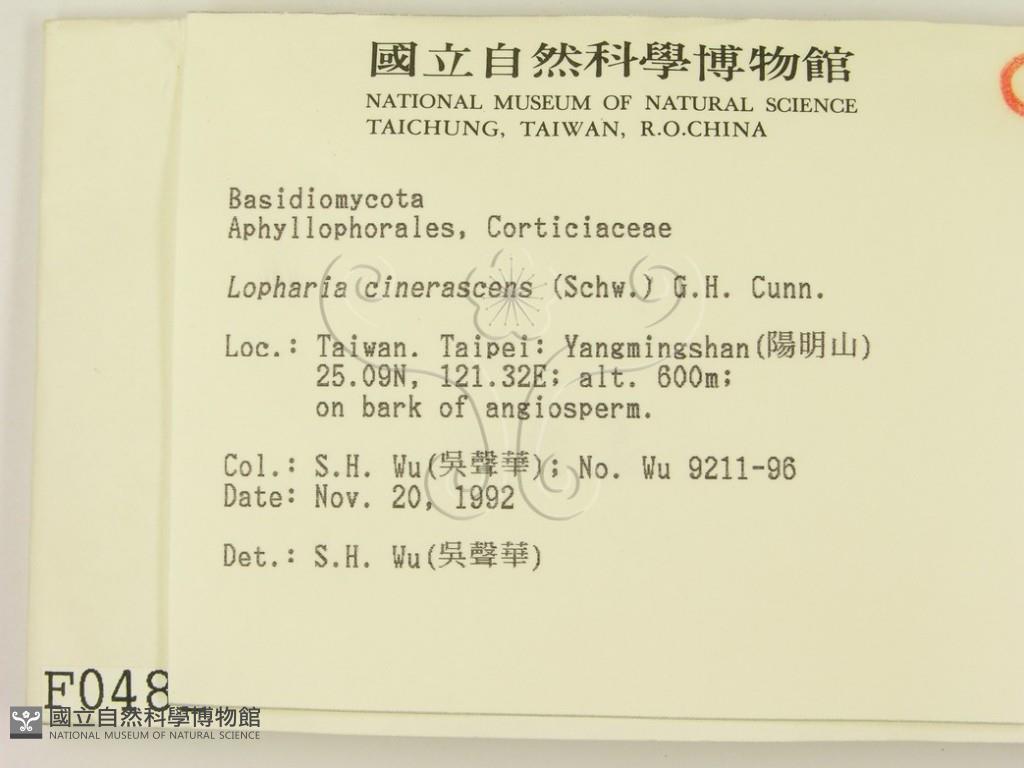 國立自然科學博物館
NATIONAL MUSEUM OF NATURAL SCIENCE
TAICHUNG, TAIWAN, R.O.CHINA
Basidiomycota
Aphyllophorales, Corticiaceae
Lopharia cinerascens (Schw.) G.H. Cunn.
Loc.: Taiwan. Taipei: Yangmingshan(陽明山)
25.09N, 121.32E; alt. 600m;
on bark of angiosperm.
Col.: S.H. Wu(吳聲華); No. Wu 9211-96
Date: Nov. 20, 1992
Det.: S.H. Wu(吳聲華)
F048
國立自然科學博物館
NATIONAL MUSEUM OF NATURAL SCIENCE